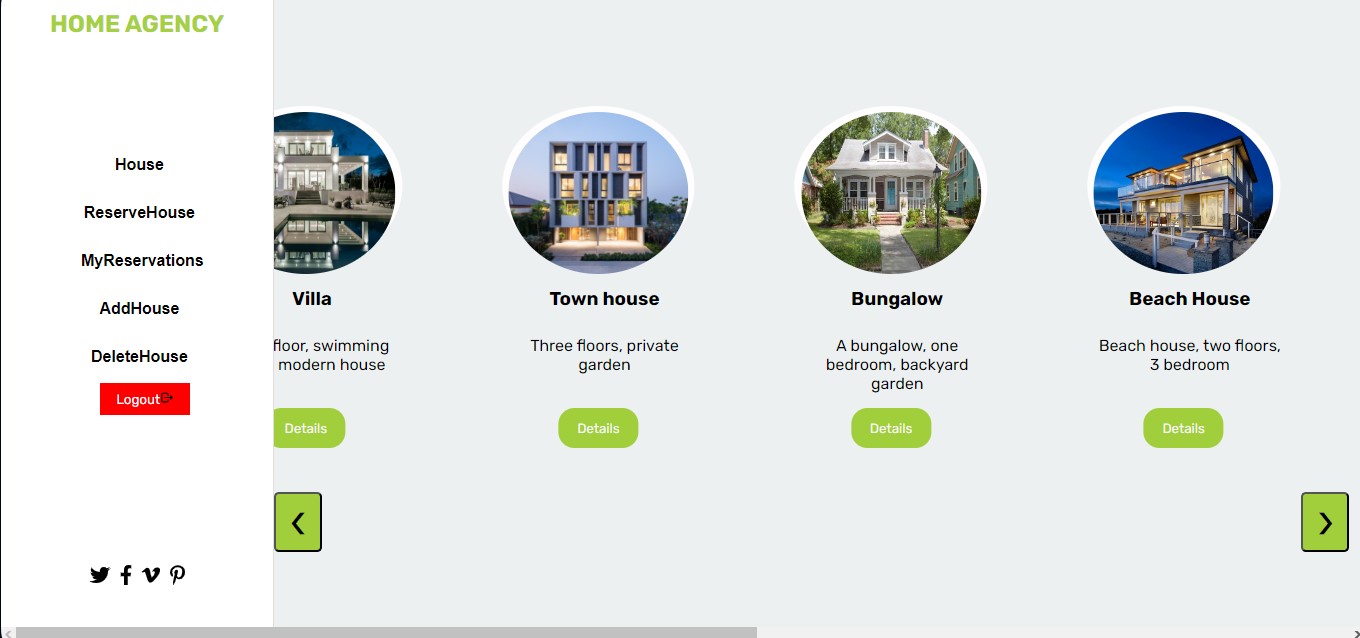 HOME AGENCY
House
ReserveHouse
MyReservations
AddHouse
DeleteHouse
Logout
Villa
floor, swimming
modern house
Details
Town house
Three floors, private
garden
Details
Bungalow
A bungalow, one
bedroom, backyard
garden
Details
Beach House
Beach house, two floors,
3 bedroom
Details